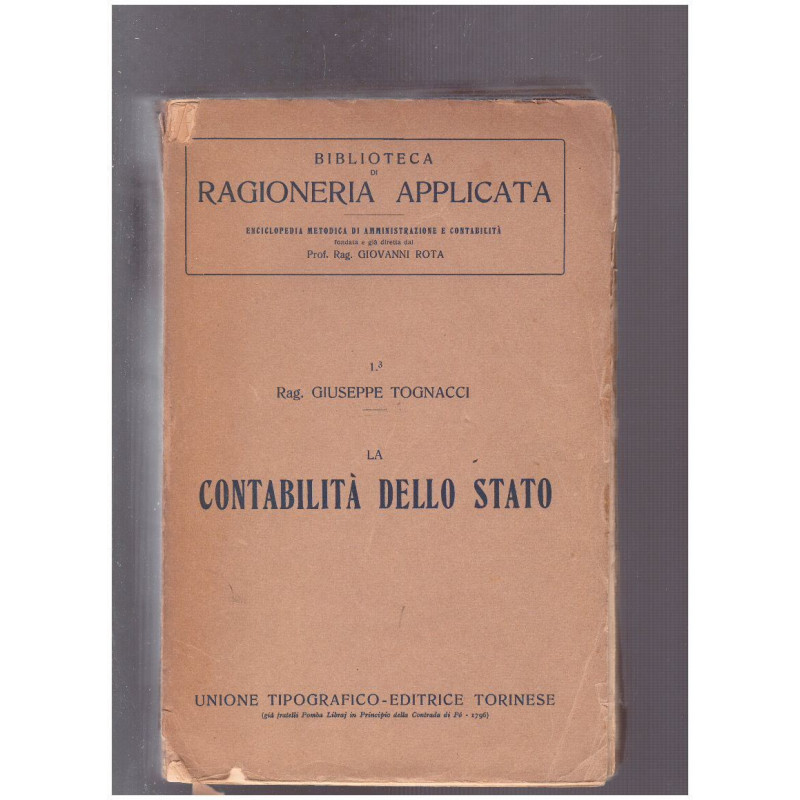 BIBLIOTECA
DI
RAGIONERIA APPLICATA
ENCICLOPEDIA METODICA DI AMMINISTRAZIONE E CONTABILITÀ
fondata e già diretta dal
Prof. Rag. GIOVANNI ROTA
1.³
Rag. GIUSEPPE TOGNACCI
LA
CONTABILITÀ DELLO STATO
UNIONE TIPOGRAFICO-EDITRICE TORINESE
(già fratelli Pomba Libraj in Principio della Contrada di Pò - 1796)